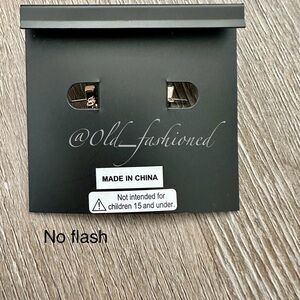 @Old_fashioned
MADE IN CHINA
Not intended for
children 15 and under.
No flash